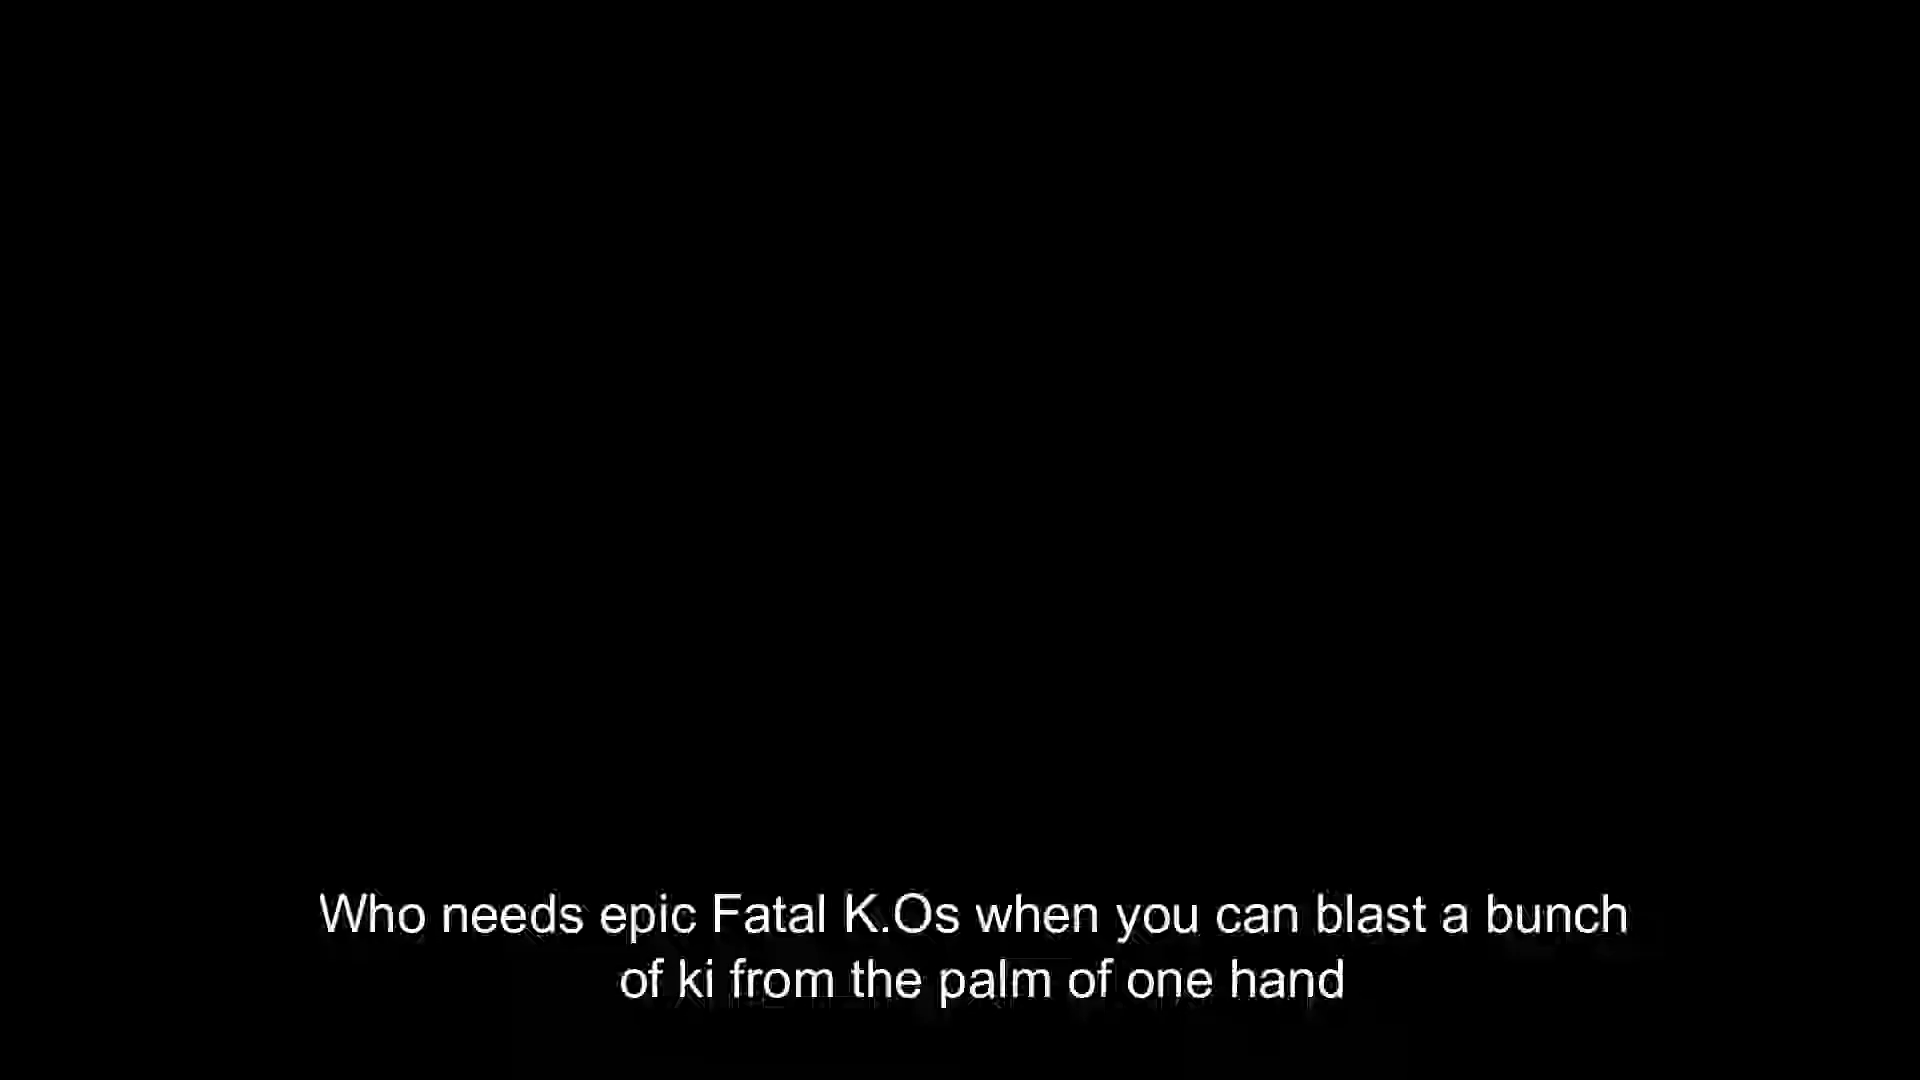 Who needs epic Fatal K.Os when you can blast a bunch
of ki from the palm of one hand